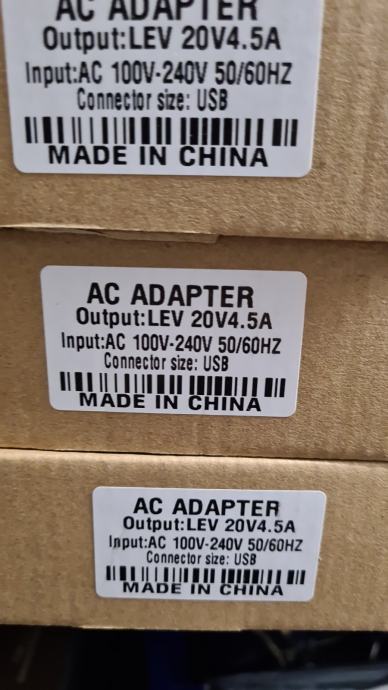 AC ADAPTER
Output:LEV 20V4.5A
Input:AC 100V-240V 50/60HZ
Connector size: USB
MADE IN CHINA
AC ADAPTER
Output:LEV 20V4.5A
Input:AC 100V-240V 50/60HZ
Connector size: USB
MADE IN CHINA
AC ADAPTER
Output:LEV 20V4.5A
Input:AC 100V-240V 50/60HZ
Connector size: USB
MADE IN CHINA